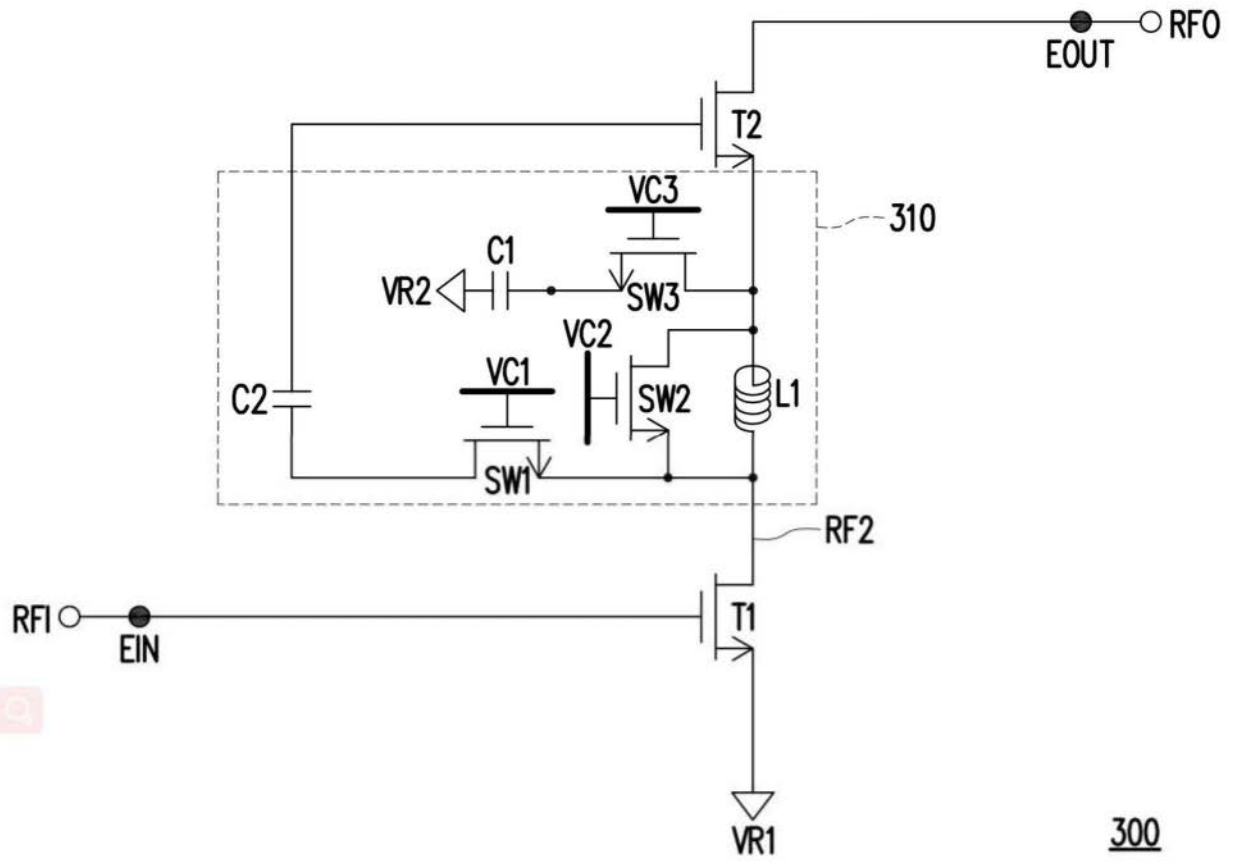 RFO
EOUT
T2
VC3
310
C1
VR2
SW3
VC2
VC1
C2
SW2
L1
SW1
RF2
RFI
T1
EIN
VR1
300